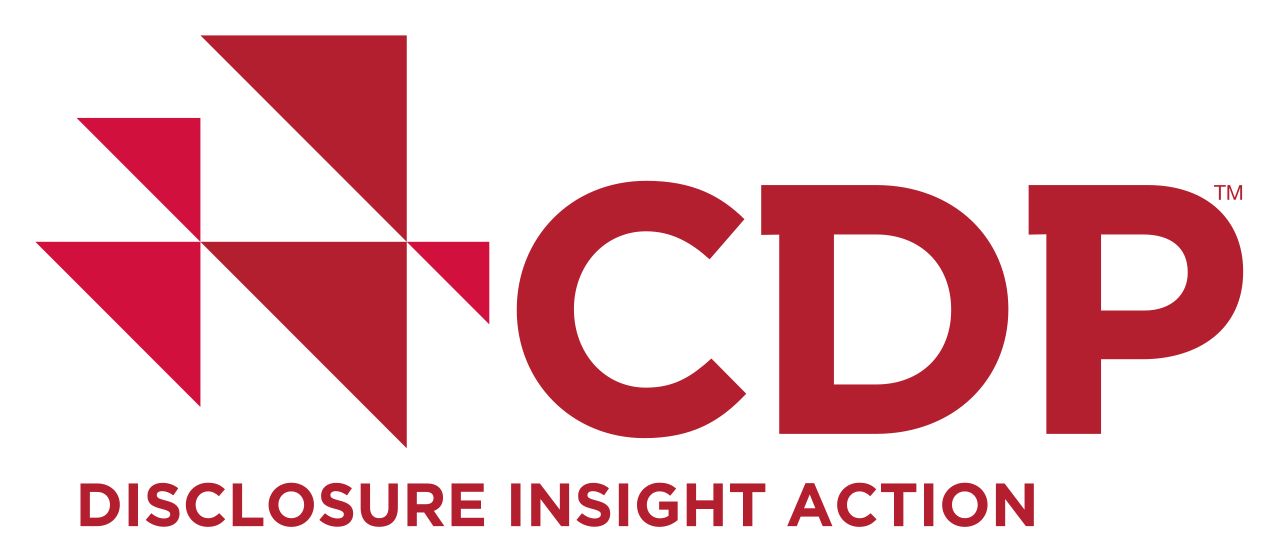 CDP™
DISCLOSURE INSIGHT ACTION